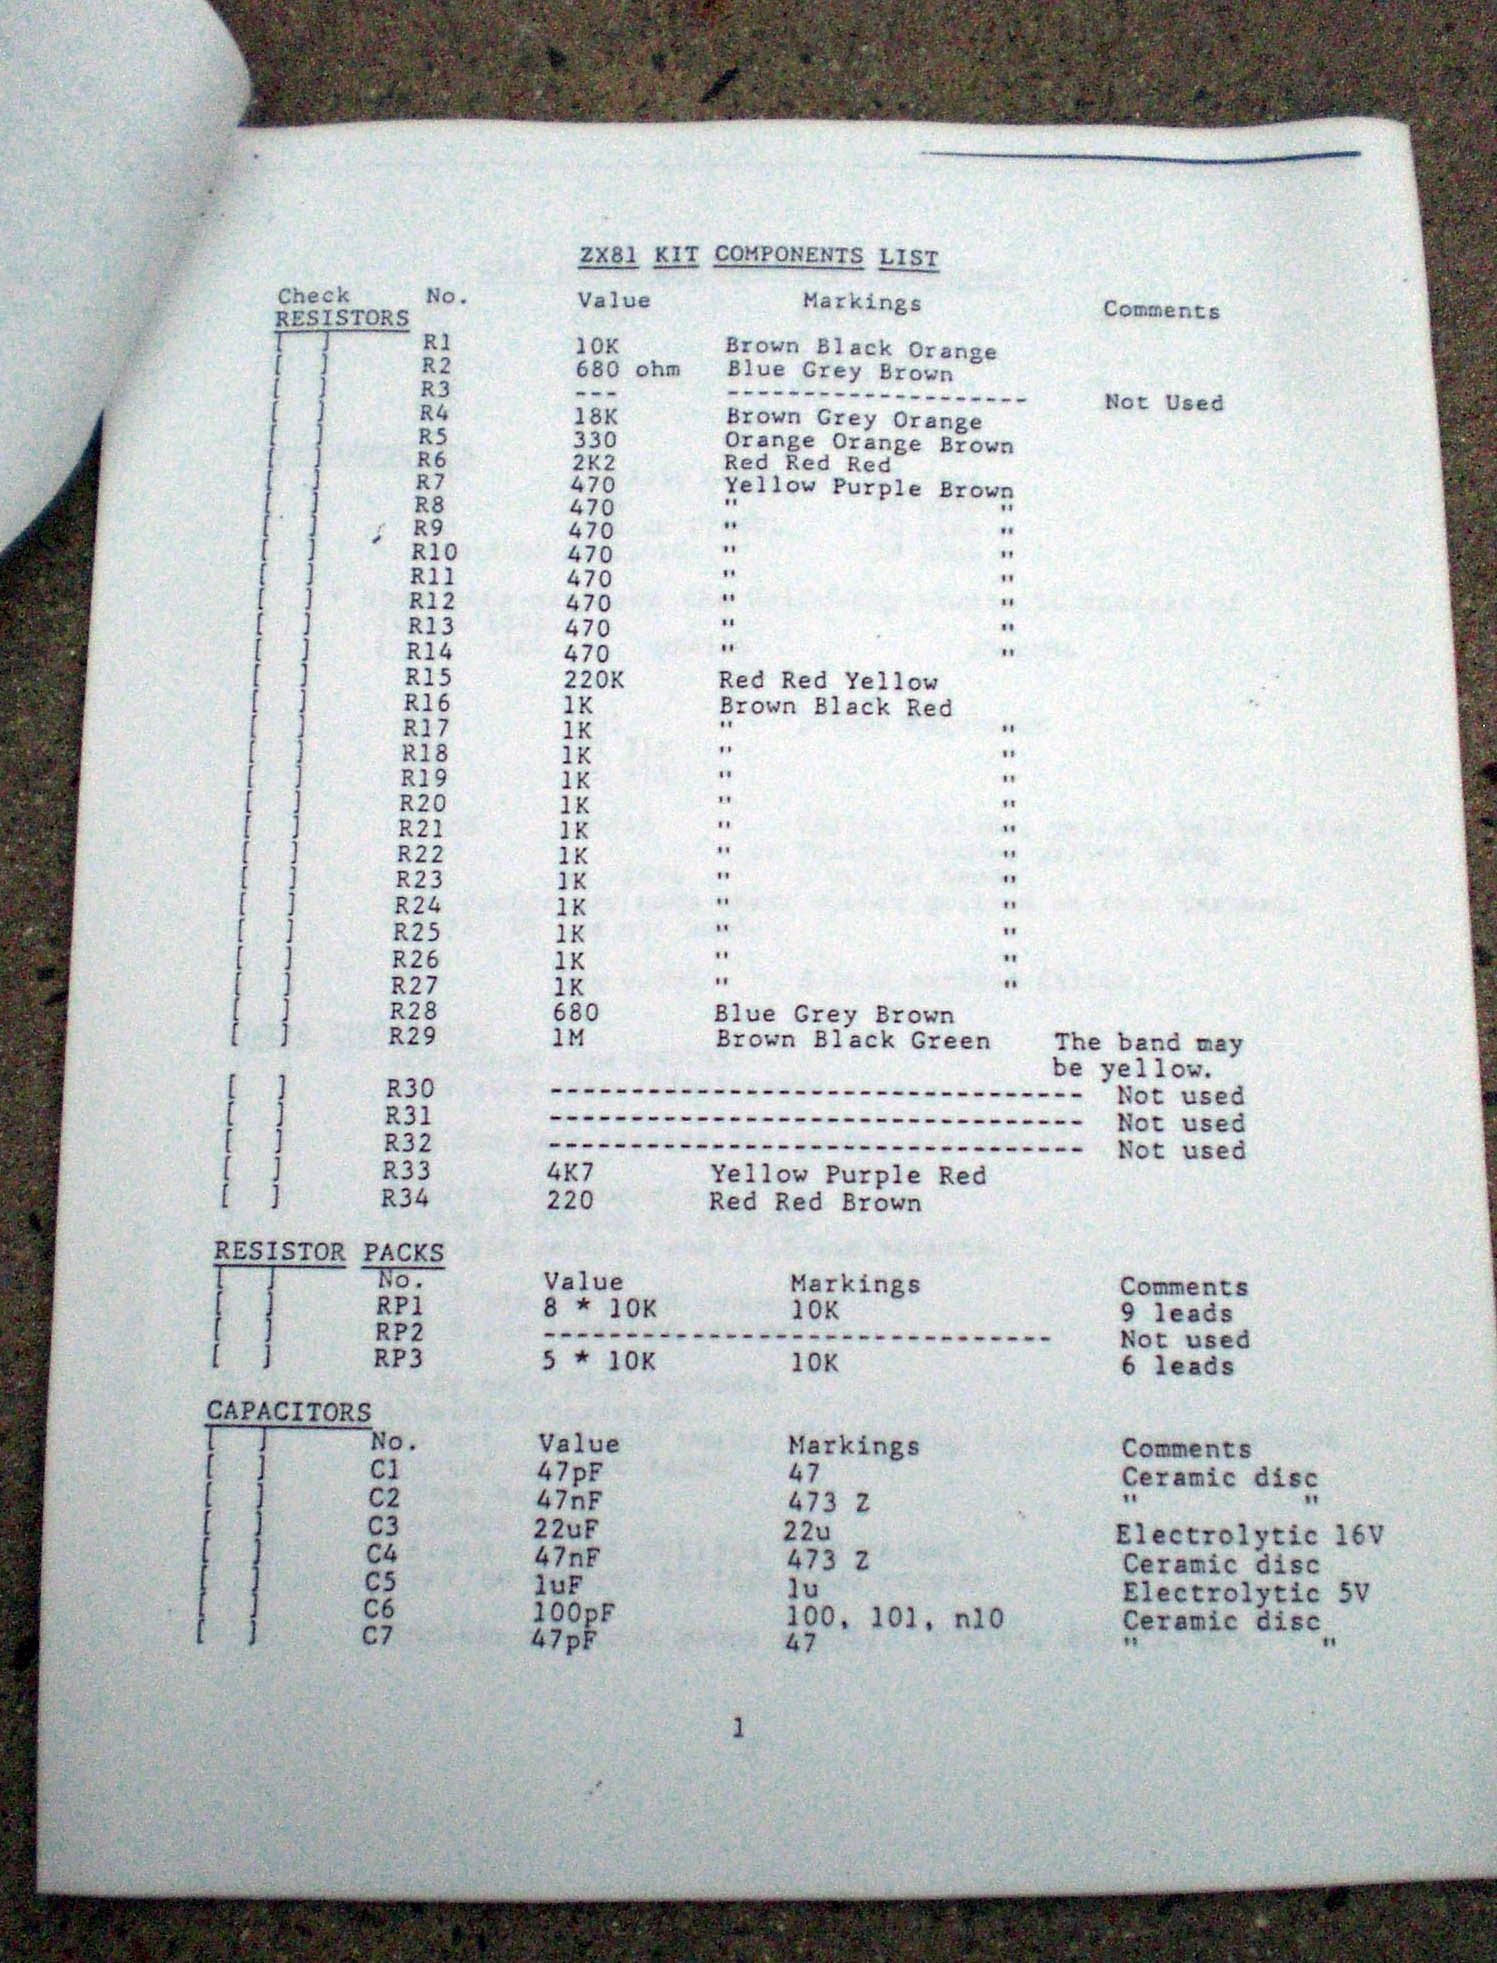 ZX81 KIT COMPONENTS LIST
Check No. Value Markings Comments
RESISTORS
[ ] R1 10K Brown Black Orange
[ ] R2 680 ohm Blue Grey Brown
[ ] R3 --- ------------------- Not Used
[ ] R4 18K Brown Grey Orange
[ ] R5 330 Orange Orange Brown
[ ] R6 2K2 Red Red Red
[ ] R7 470 Yellow Purple Brown
[ ] R8 470 " "
[ ] R9 470 " "
[ ] R10 470 " "
[ ] R11 470 " "
[ ] R12 470 " "
[ ] R13 470 " "
[ ] R14 470 " "
[ ] R15 220K Red Red Yellow
[ ] R16 1K Brown Black Red
[ ] R17 1K " "
[ ] R18 1K " "
[ ] R19 1K " "
[ ] R20 1K " "
[ ] R21 1K " "
[ ] R22 1K " "
[ ] R23 1K " "
[ ] R24 1K " "
[ ] R25 1K " "
[ ] R26 1K " "
[ ] R27 1K " "
[ ] R28 680 Blue Grey Brown
[ ] R29 1M Brown Black Green The band may
be yellow.
[ ] R30 --------------------------------- Not used
[ ] R31 --------------------------------- Not used
[ ] R32 --------------------------------- Not used
[ ] R33 4K7 Yellow Purple Red
[ ] R34 220 Red Red Brown
RESISTOR PACKS
[ ] No. Value Markings Comments
[ ] RP1 8 * 10K 10K 9 leads
[ ] RP2 -------------------------------- Not used
[ ] RP3 5 * 10K 10K 6 leads
CAPACITORS
[ ] No. Value Markings Comments
[ ] C1 47pF 47 Ceramic disc
[ ] C2 47nF 473 Z " "
[ ] C3 22uF 22u Electrolytic 16V
[ ] C4 47nF 473 Z Ceramic disc
[ ] C5 1uF 1u Electrolytic 5V
[ ] C6 100pF 100, 101, n10 Ceramic disc
[ ] C7 47pF 47 " "
1